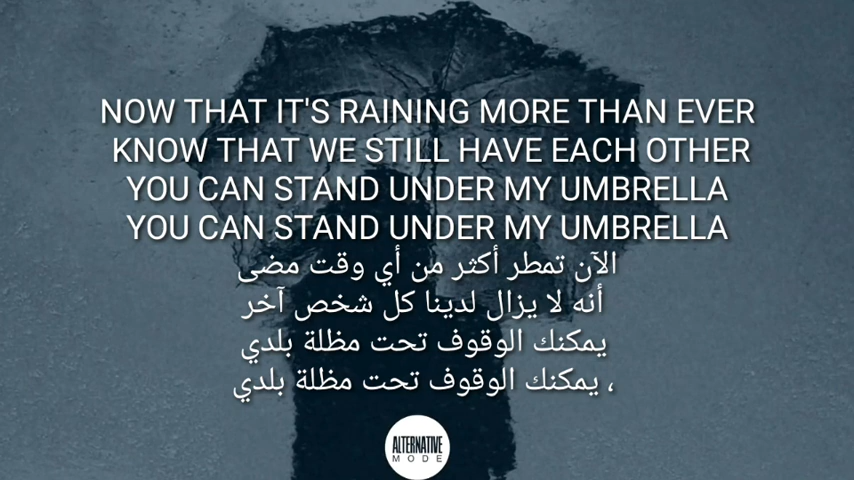 NOW THAT IT'S RAINING MORE THAN EVER
KNOW THAT WE STILL HAVE EACH OTHER
YOU CAN STAND UNDER MY UMBRELLA
YOU CAN STAND UNDER MY UMBRELLA
الآن تمطر أكثر من أي وقت مضى
أنه لا يزال لدينا كل شخص آخر
يمكنك الوقوف تحت مظلة بلدي
، يمكنك الوقوف تحت مظلة بلدي
ALTERNATIVE
MODE